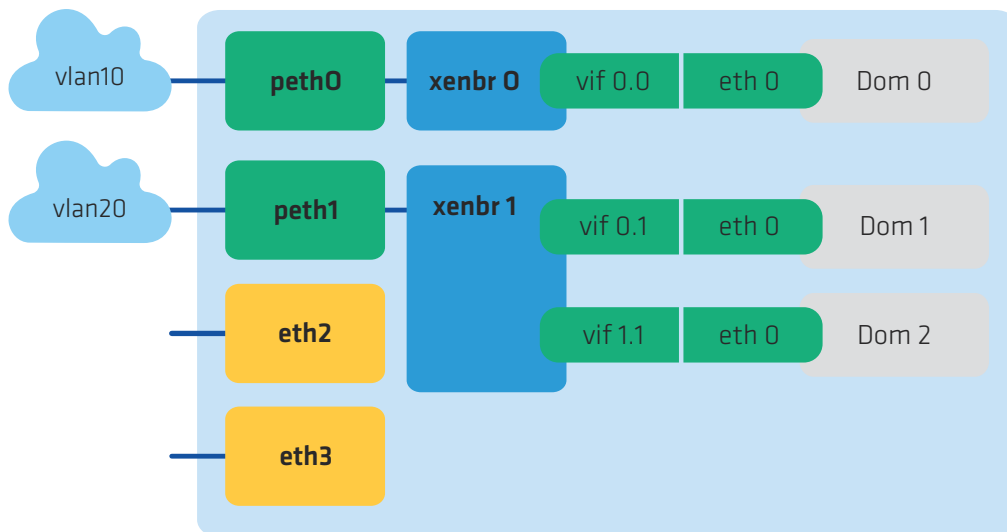 vlan10
peth0
xenbr 0
vif 0.0
eth 0
Dom 0
vlan20
peth1
xenbr 1
vif 0.1
eth 0
Dom 1
eth2
vif 1.1
eth 0
Dom 2
eth3